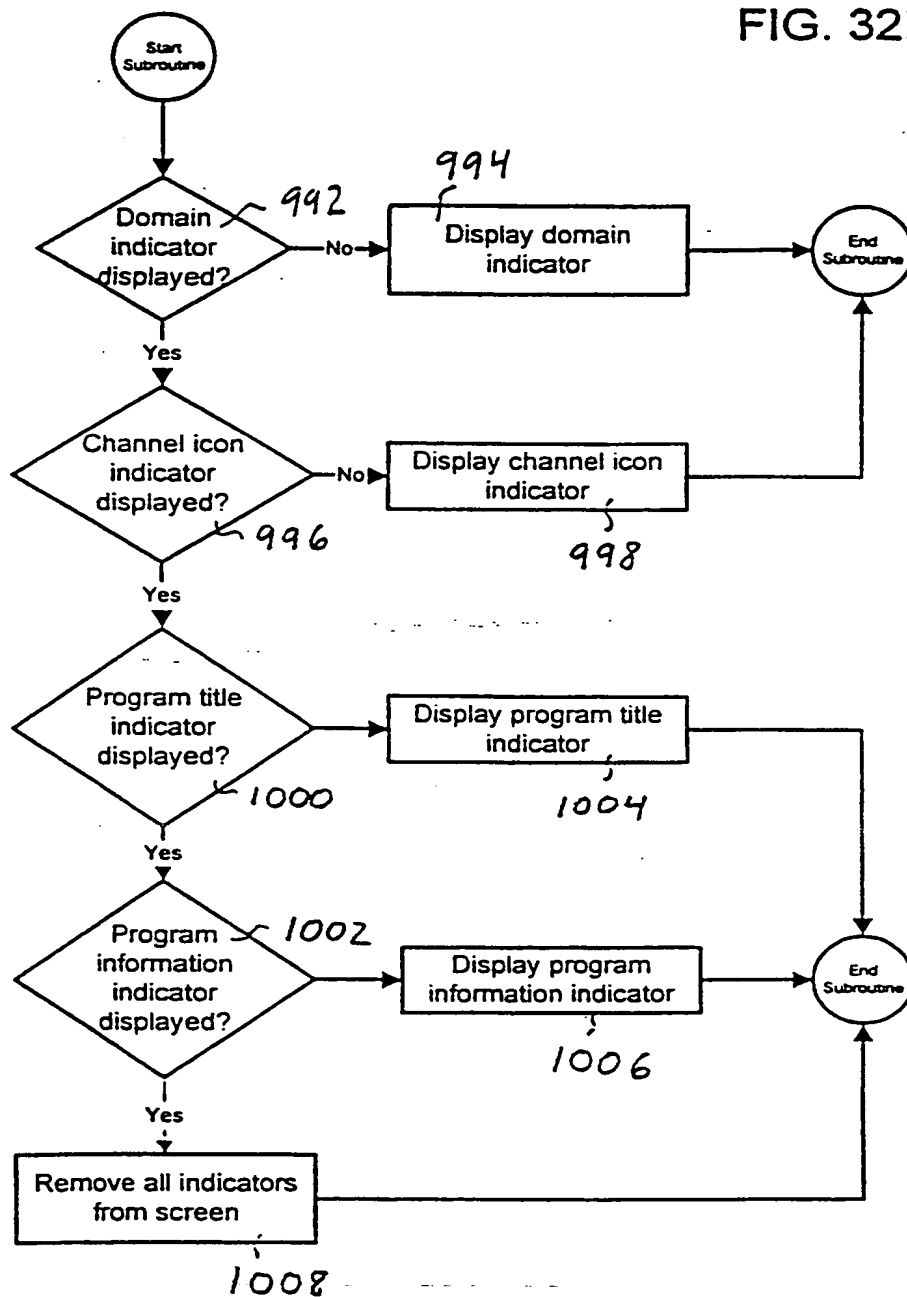 FIG. 32
Start
Subroutine
994
992
Domain
indicator
displayed?
No
Display domain
indicator
End
Subroutine
Yes
Channel icon
indicator
displayed?
No
Display channel icon
indicator
996
998
Yes
Program title
indicator
displayed?
Display program title
indicator
1000
1004
Yes
1002
Program
information
indicator
displayed?
Display program
information indicator
End
Subroutine
1006
Yes
Remove all indicators
from screen
1008